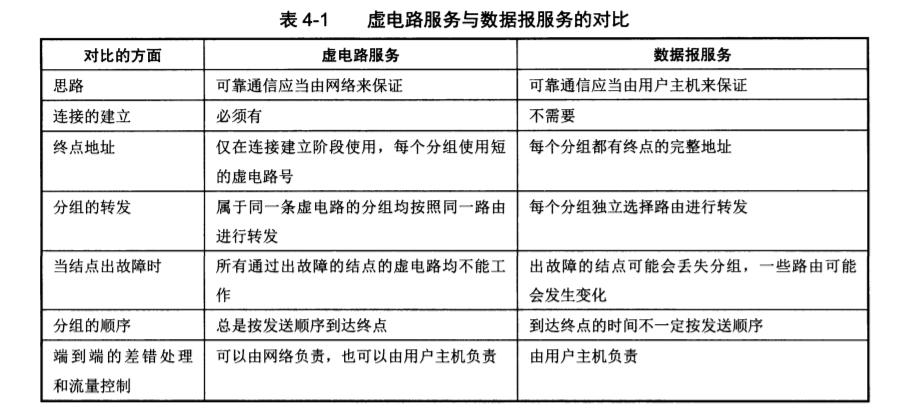 表 4-1 虚电路服务与数据报服务的对比
对比的方面 虚电路服务 数据报服务
思路 可靠通信应当由网络来保证 可靠通信应当由用户主机来保证
连接的建立 必须有 不需要
终点地址 仅在连接建立阶段使用，每个分组使用短 每个分组都有终点的完整地址
的虚电路号
分组的转发 属于同一条虚电路的分组均按照同一路由 每个分组独立选择路由进行转发
进行转发
当结点出故障时 所有通过出故障的结点的虚电路均不能工 出故障的结点可能会丢失分组，一些路由可能
作 会发生变化
分组的顺序 总是按发送顺序到达终点 到达终点的时间不一定按发送顺序
端到端的差错处理 可以由网络负责，也可以由用户主机负责 由用户主机负责
和流量控制